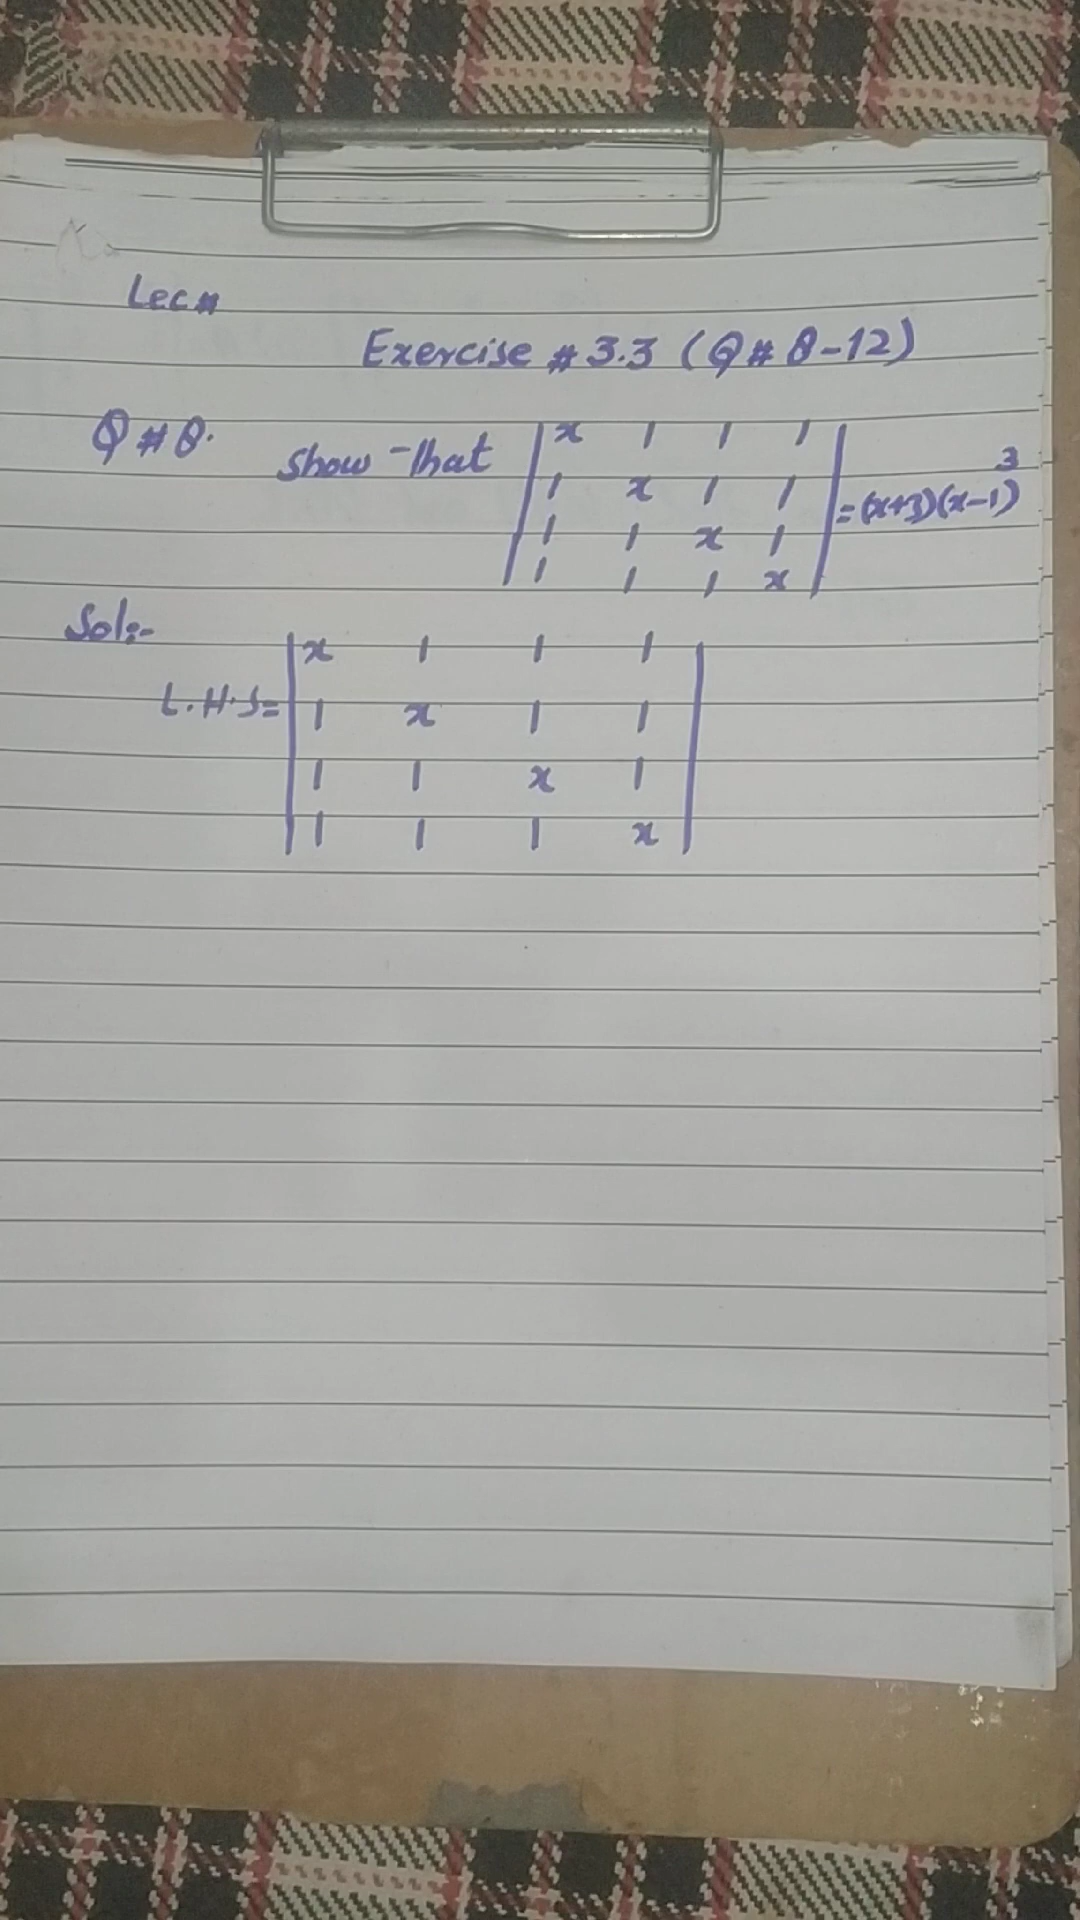 Lec#
Exercise # 3.3 (Q # 8-12)
Q # 8. Show that | x 1 1 1 |
| 1 x 1 1 | = (x+3)(x-1)³
| 1 1 x 1 |
| 1 1 1 x |
Sol:-
L.H.S= | x 1 1 1 |
| 1 x 1 1 |
| 1 1 x 1 |
| 1 1 1 x |